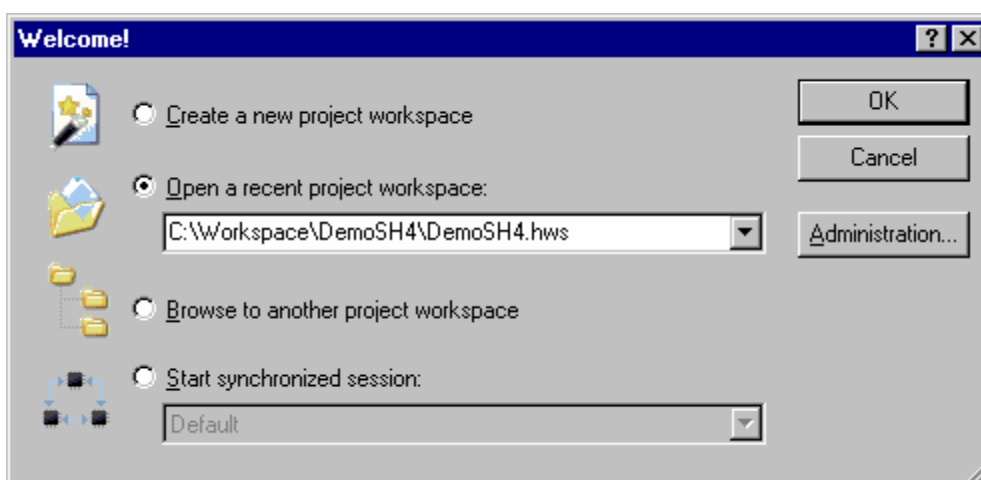 Welcome!
Create a new project workspace
OK
Cancel
Open a recent project workspace:
C:\Workspace\DemoSH4\DemoSH4.hws
Administration...
Browse to another project workspace
Start synchronized session:
Default